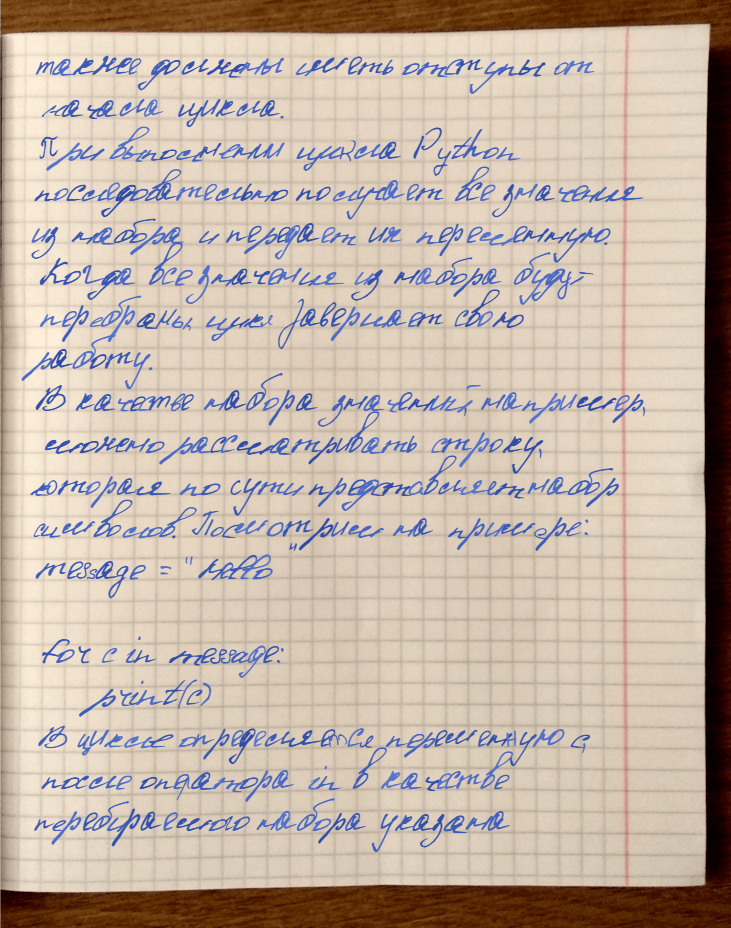 также должны иметь отступы от
начала цикла.
При выполнении цикла Python
последовательно получает все значения
из набора и передает их переменную.
Когда все значения из набора будут
перебраны, цикл завершает свою
работу.
В качестве набора значений, например,
можно рассматривать строку,
которая по сути представляет набор
символов. Посмотрим на примере:
message = "Hello"
for c in message:
print(c)
В цикле определяется переменную c,
после оператора in в качестве
перебираемого набора указана